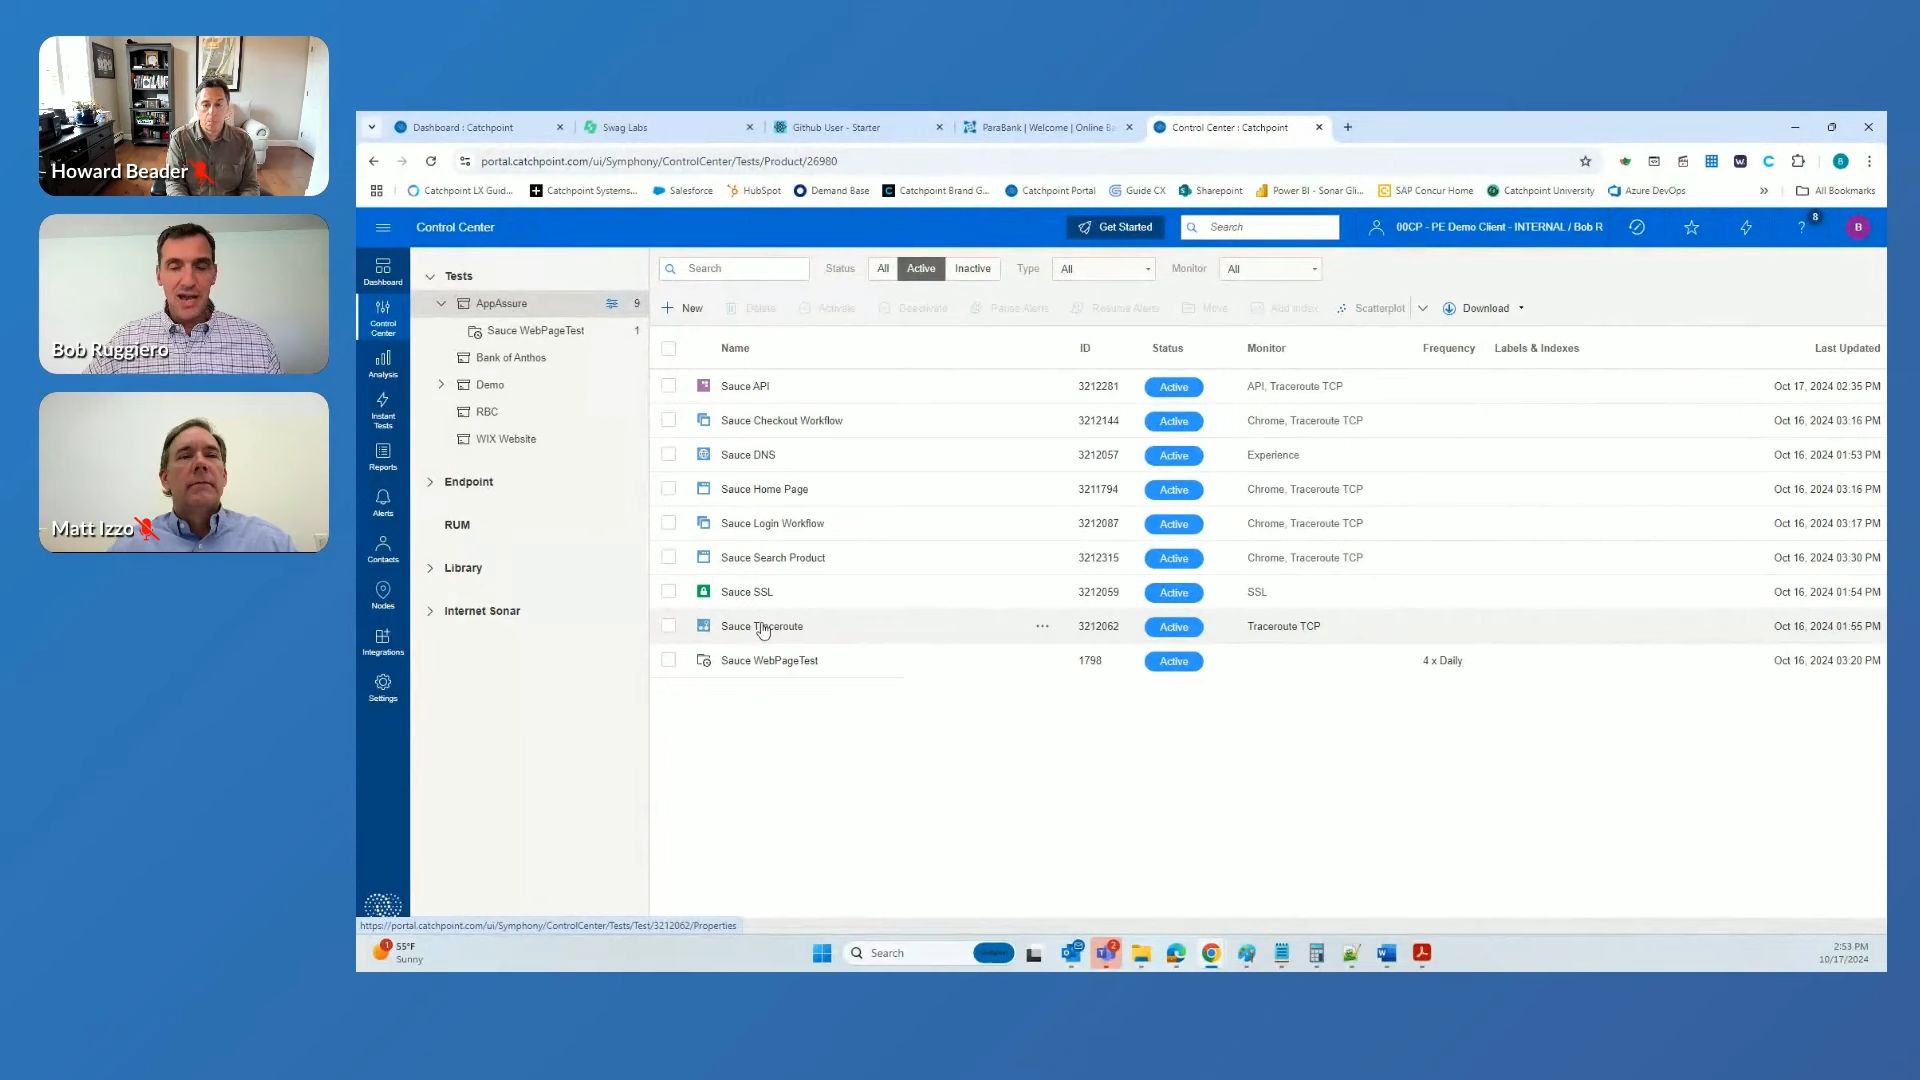 Howard Beader
Bob Ruggiero
Matt Izzo
Dashboard : Catchpoint
Swag Labs
Github User - Starter
ParaBank | Welcome | Online Ba
Control Center : Catchpoint
portal.catchpoint.com/ui/Symphony/ControlCenter/Tests/Product/26980
Catchpoint LX Guid...
Catchpoint Systems...
Salesforce
HubSpot
Demand Base
Catchpoint Brand G...
Catchpoint Portal
Guide CX
Sharepoint
Power BI - Sonar Gli...
SAP Concur Home
Catchpoint University
Azure DevOps
All Bookmarks
Control Center
Get Started
Search
00CP - PE Demo Client - INTERNAL / Bob R
8
B
Dashboard
Control Center
Analysis
Instant Tests
Reports
Alerts
Contacts
Nodes
Integrations
Settings
Tests
AppAssure 9
Sauce WebPageTest 1
Bank of Anthos
Demo
RBC
WIX Website
Endpoint
RUM
Library
Internet Sonar
Search Status All Active Inactive Type All Monitor All
New Delete Activate Deactivate Pause Alerts Resume Alerts Move Add Index Scatterplot Download
Name ID Status Monitor Frequency Labels & Indexes Last Updated
Sauce API 3212281 Active API, Traceroute TCP Oct 17, 2024 02:35 PM
Sauce Checkout Workflow 3212144 Active Chrome, Traceroute TCP Oct 16, 2024 03:16 PM
Sauce DNS 3212057 Active Experience Oct 16, 2024 01:53 PM
Sauce Home Page 3211794 Active Chrome, Traceroute TCP Oct 16, 2024 03:16 PM
Sauce Login Workflow 3212087 Active Chrome, Traceroute TCP Oct 16, 2024 03:17 PM
Sauce Search Product 3212315 Active Chrome, Traceroute TCP Oct 16, 2024 03:30 PM
Sauce SSL 3212059 Active SSL Oct 16, 2024 01:54 PM
Sauce Traceroute ... 3212062 Active Traceroute TCP Oct 16, 2024 01:55 PM
Sauce WebPageTest 1798 Active 4 x Daily Oct 16, 2024 03:20 PM
https://portal.catchpoint.com/ui/Symphony/ControlCenter/Tests/Test/3212062/Properties
1
55°F
Sunny
Search
2
2:53 PM
10/17/2024